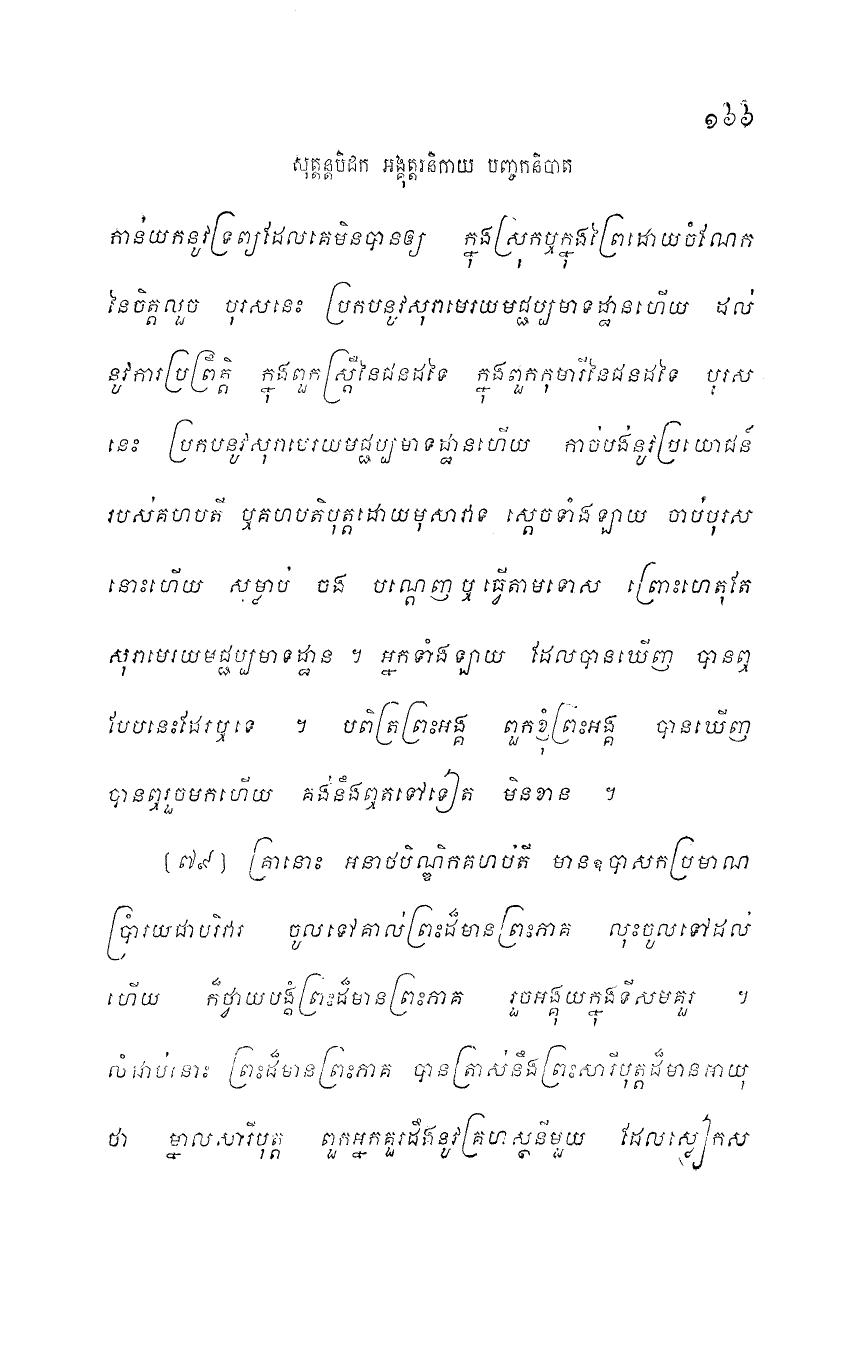 ១៦៦
សុត្តន្តបិដក អង្គុត្តរនិកាយ បញ្ចកនិបាត
កាន់យកនូវទ្រព្យដែលគេមិនបានឲ្យ ក្នុងស្រុកឬក្នុងព្រៃដោយចំណែក
នៃចិត្តលួច បុរសនេះ ប្រកបនូវសុរាមេរយមជ្ជប្បមាទដ្ឋានហើយ ដល់
នូវការប្រព្រឹត្តិ ក្នុងពួកស្ត្រីនៃជនដទៃ ក្នុងពួកកុមារីនៃជនដទៃ បុរស
នេះ ប្រកបនូវសុរាមេរយមជ្ជប្បមាទដ្ឋានហើយ កាច់បង់នូវប្រយោជន៍
របស់គហបតី ឬគហបតិបុត្តដោយមុសាវាទ ស្តេចទាំងឡាយ ចាប់បុរស
នោះហើយ សម្លាប់ ចង បណ្តេញ ឬធ្វើតាមទោស ព្រោះហេតុតែ
សុរាមេរយមជ្ជប្បមាទដ្ឋាន ។ អ្នកទាំងឡាយ ដែលបានឃើញ បានឮ
បែបនេះដែរឬទេ ។ បពិត្រព្រះអង្គ ពួកខ្ញុំព្រះអង្គ បានឃើញ
បានឮរួចមកហើយ គង់នឹងឮតទៅទៀត មិនខាន ។
(៧៩) គ្រានោះ អនាថបិណ្ឌិកគហបតី មានឧបាសកប្រមាណ
ប្រាំរយជាបរិវារ ចូលទៅគាល់ព្រះដ៏មានព្រះភាគ លុះចូលទៅដល់
ហើយ ក៏ថ្វាយបង្គំព្រះដ៏មានព្រះភាគ រួចអង្គុយក្នុងទីសមគួរ ។
លំដាប់នោះ ព្រះដ៏មានព្រះភាគ បានត្រាស់នឹងព្រះសារីបុត្តដ៏មានអាយុ
ថា ម្នាលសារីបុត្ត ពួកអ្នកគួរដឹងនូវគ្រហស្ថនីមួយ ដែលស្លៀកស